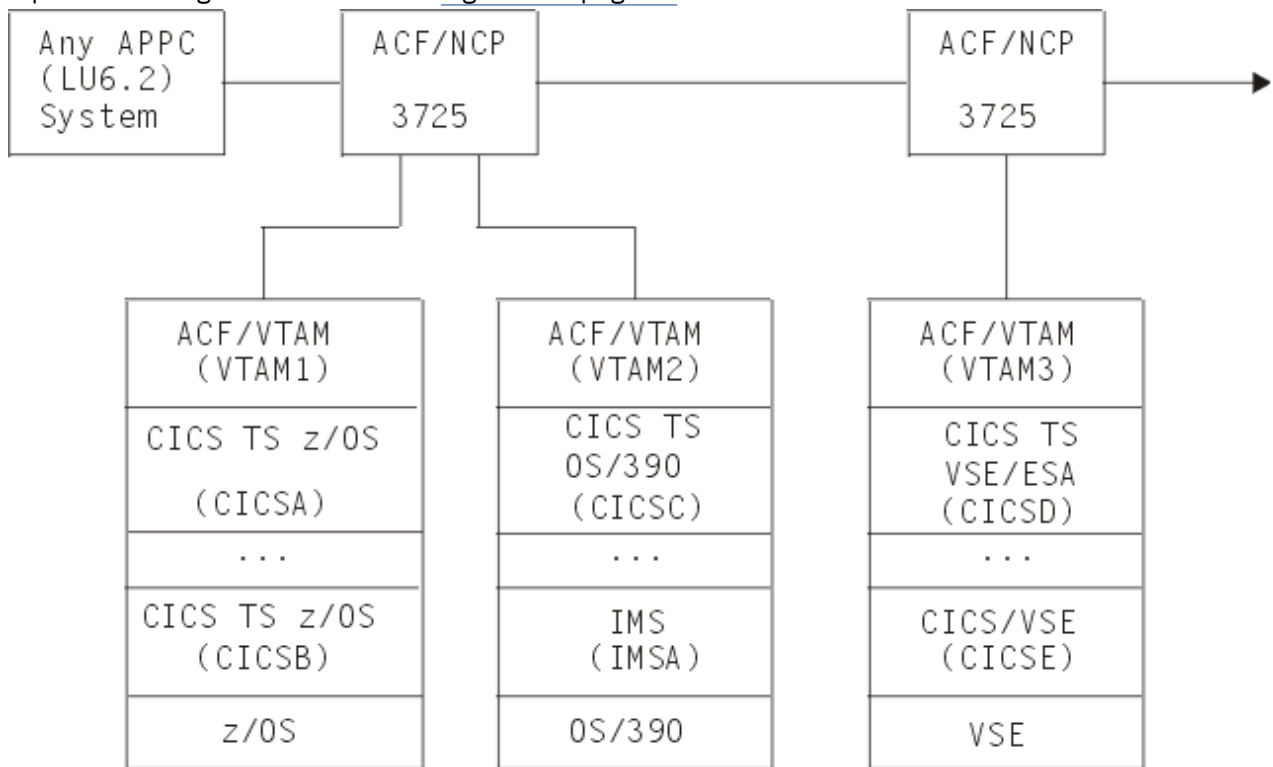 Any APPC
(LU6.2)
System
ACF/NCP
3725
ACF/NCP
3725
ACF/VTAM
(VTAM1)
CICS TS z/OS
(CICSA)
...
CICS TS z/OS
(CICSB)
z/OS
ACF/VTAM
(VTAM2)
CICS TS
OS/390
(CICSC)
...
IMS
(IMSA)
OS/390
ACF/VTAM
(VTAM3)
CICS TS
VSE/ESA
(CICSD)
...
CICS/VSE
(CICSE)
VSE